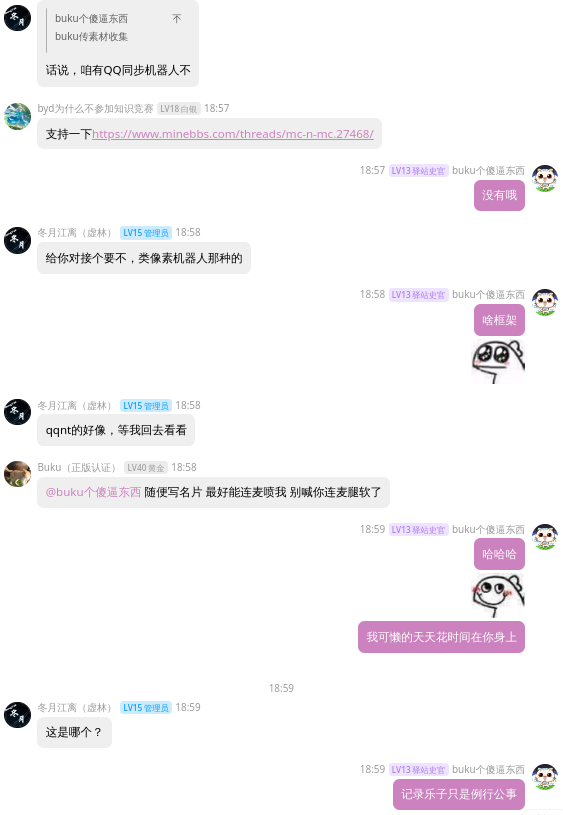 buku个傻逼东西 不
buku传素材收集
话说，咱有QQ同步机器人不
byd为什么不参加知识竞赛 LV18 白银 18:57
支持一下https://www.minebbs.com/threads/mc-n-mc.27468/
18:57 LV13 驿站史官 buku个傻逼东西
没有哦
冬月江离（虚林） LV15 管理员 18:58
给你对接个要不，类像素机器人那种的
18:58 LV13 驿站史官 buku个傻逼东西
啥框架
冬月江离（虚林） LV15 管理员 18:58
qqnt的好像，等我回去看看
Buku（正版认证） LV40 黄金 18:58
@buku个傻逼东西 随便写名片 最好能连麦喷我 别喊你连麦腿软了
18:59 LV13 驿站史官 buku个傻逼东西
哈哈哈
我可懒的天天花时间在你身上
18:59
冬月江离（虚林） LV15 管理员 18:59
这是哪个？
18:59 LV13 驿站史官 buku个傻逼东西
记录乐子只是例行公事